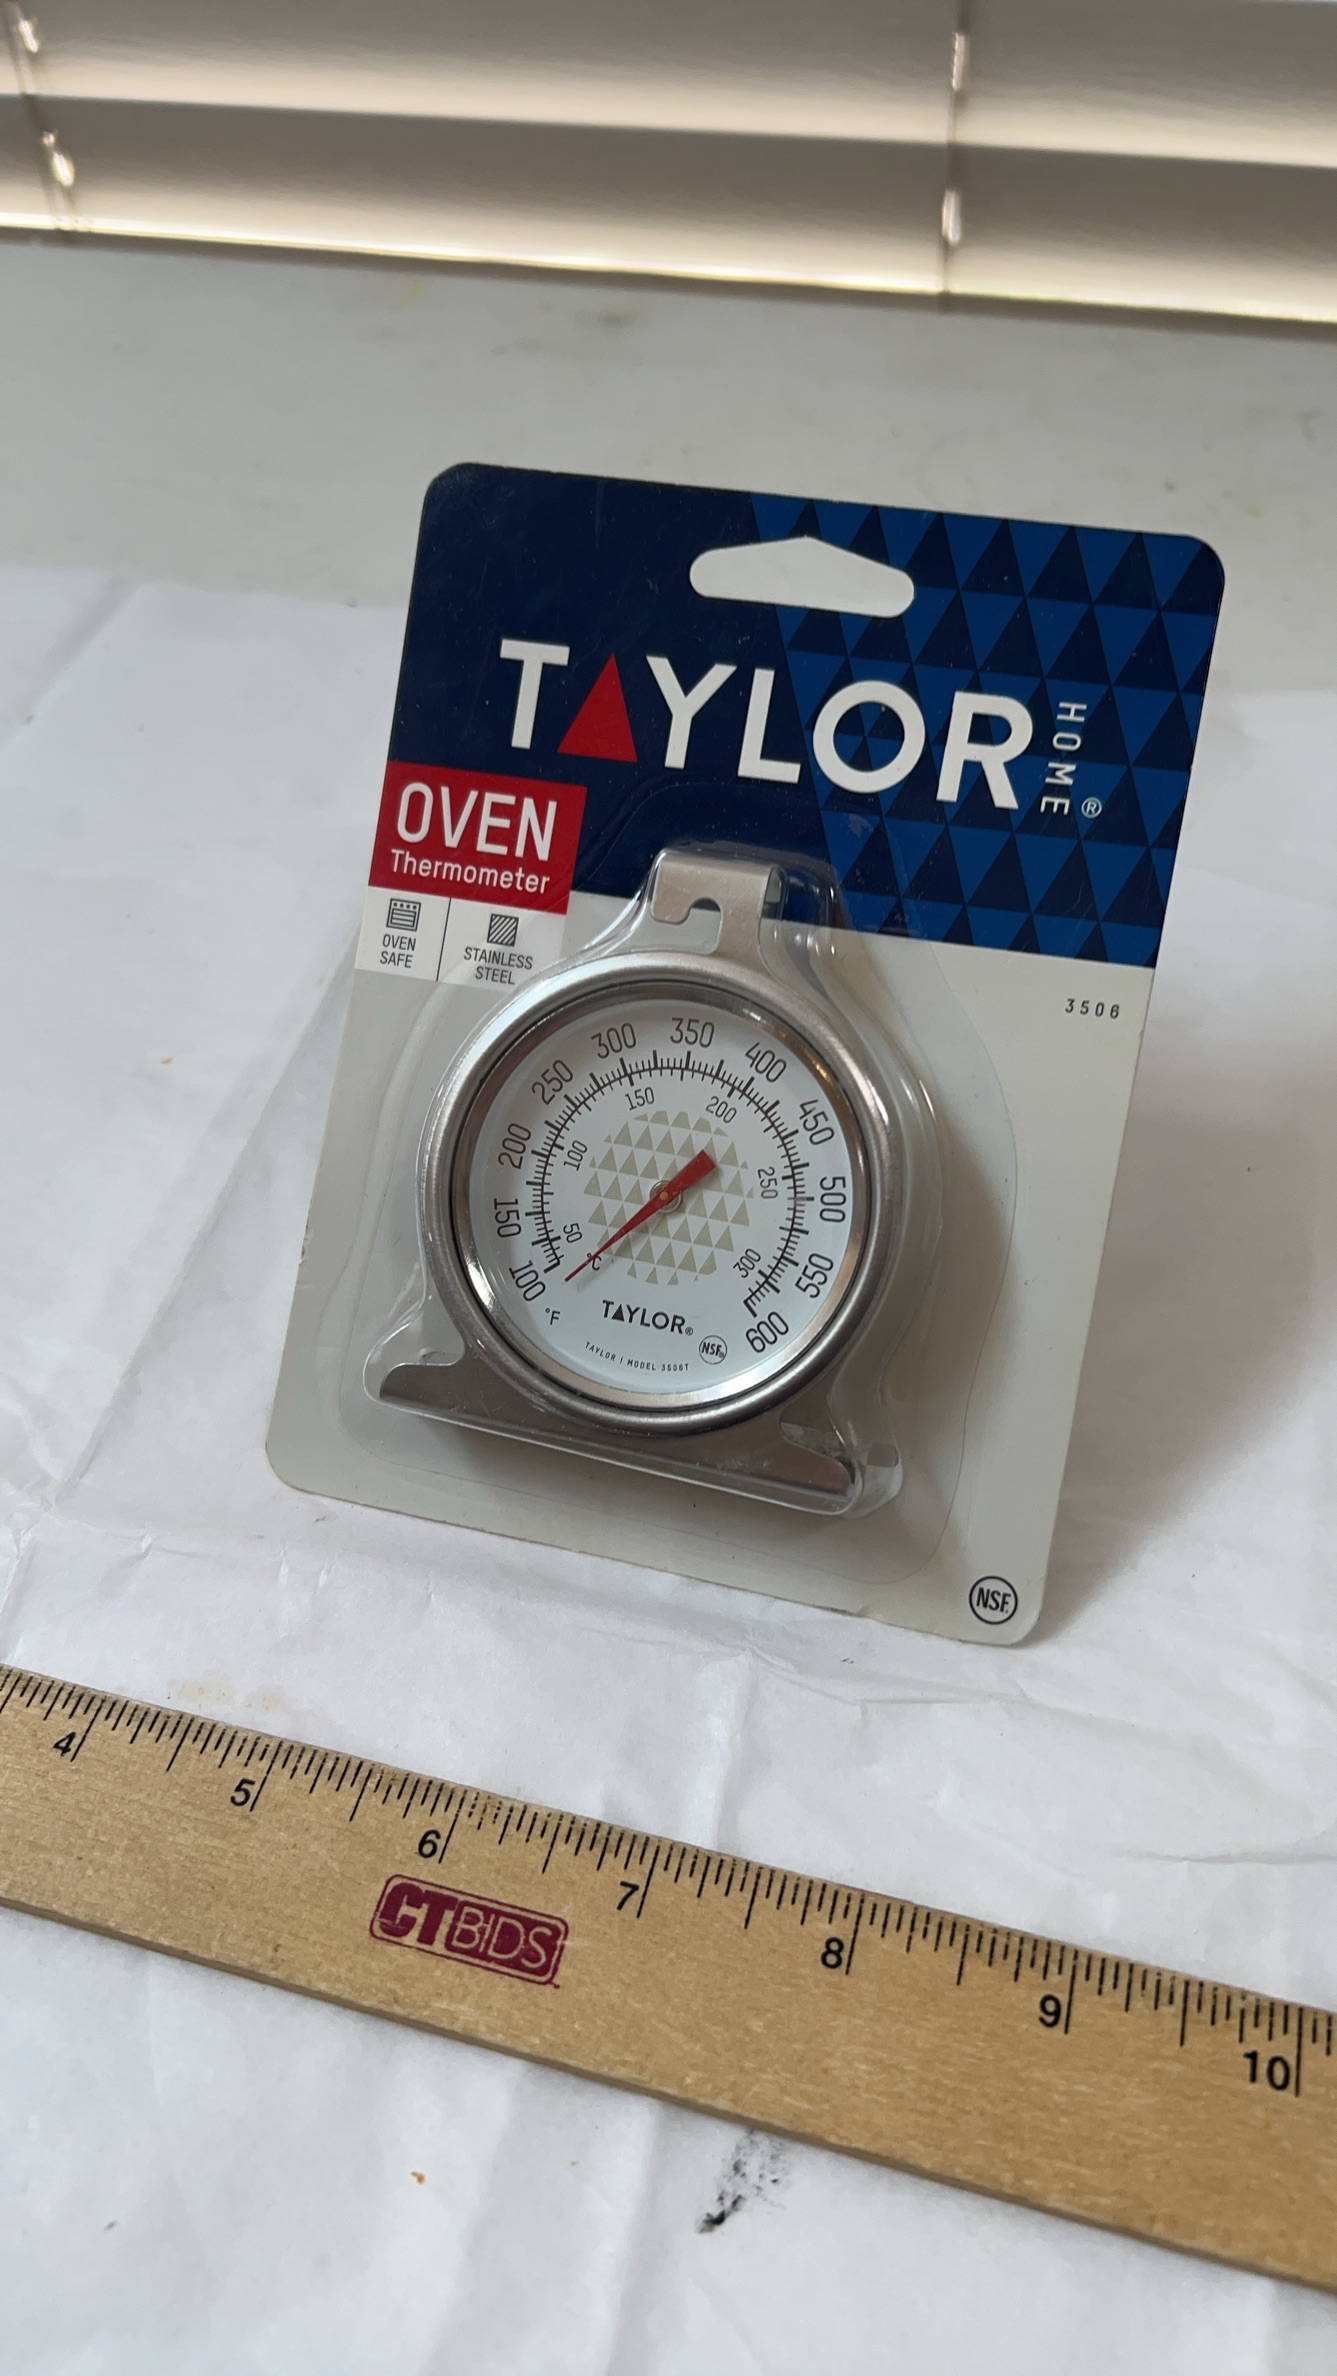 TAYLOR HOME®
OVEN
Thermometer
OVEN
SAFE
STAINLESS
STEEL
3506
100 150 200 250 300 350 400 450 500 550 600
°F
50 100 150 200 250 300
°C
TAYLOR®
NSF®
TAYLOR | MODEL 3506T
NSF®
4 5 6 7 8 9 10
CTBIDS